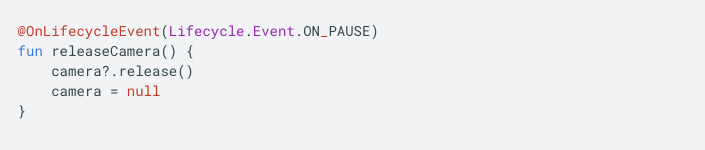 @OnLifecycleEvent(Lifecycle.Event.ON_PAUSE)
fun releaseCamera() {
    camera?.release()
    camera = null
}